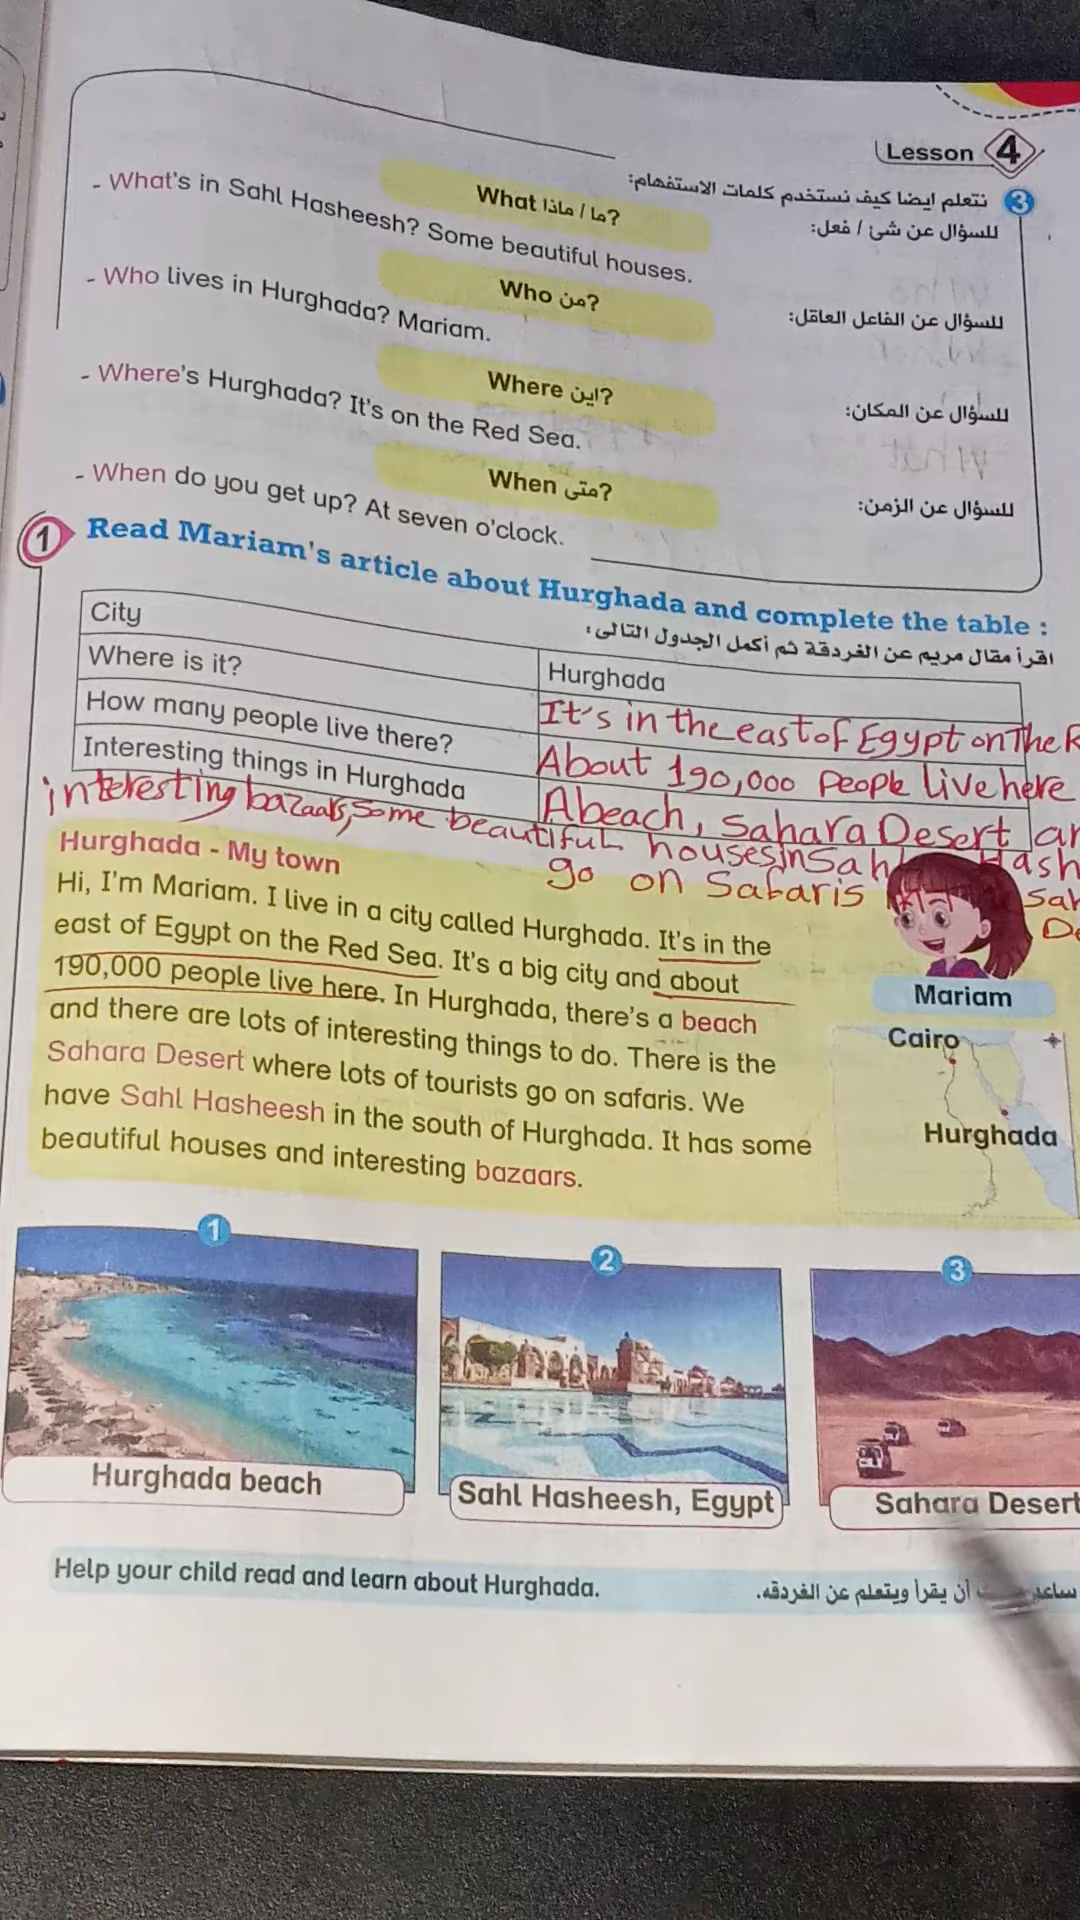 Lesson 4
3 نتعلم ايضا كيف نستخدم كلمات الاستفهام:
What ما / ماذا?
للسؤال عن شئ / فعل:
- What's in Sahl Hasheesh? Some beautiful houses.
Who من?
للسؤال عن الفاعل العاقل:
- Who lives in Hurghada? Mariam.
Where اين?
للسؤال عن المكان:
- Where's Hurghada? It's on the Red Sea.
When متى?
للسؤال عن الزمن:
- When do you get up? At seven o'clock.
1 Read Mariam's article about Hurghada and complete the table :
اقرأ مقال مريم عن الغردقة ثم أكمل الجدول التالى :
City
Hurghada
Where is it?
It's in the east of Egypt on The R
How many people live there?
About 190,000 people live here
Interesting things in Hurghada
A beach, Sahara Desert
interesting bazaars, some beautiful houses in Sah Hash
go on Safaris
Hurghada - My town
Hi, I'm Mariam. I live in a city called Hurghada. It's in the
east of Egypt on the Red Sea. It's a big city and about
190,000 people live here. In Hurghada, there's a beach
and there are lots of interesting things to do. There is the
Sahara Desert where lots of tourists go on safaris. We
have Sahl Hasheesh in the south of Hurghada. It has some
beautiful houses and interesting bazaars.
Mariam
Cairo
Hurghada
1
2
3
Hurghada beach
Sahl Hasheesh, Egypt
Sahara Desert
Help your child read and learn about Hurghada.
ساعد أن يقرأ ويتعلم عن الغردقه.